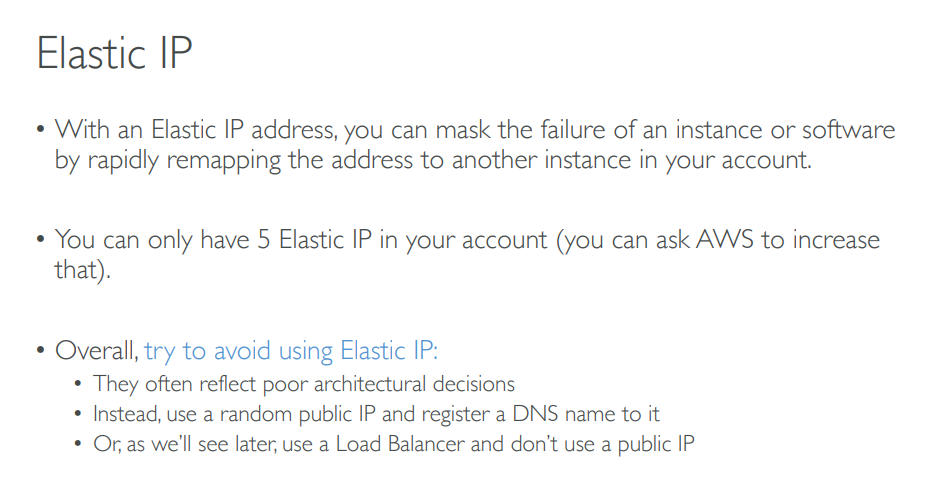 Elastic IP
• With an Elastic IP address, you can mask the failure of an instance or software
by rapidly remapping the address to another instance in your account.
• You can only have 5 Elastic IP in your account (you can ask AWS to increase
that).
• Overall, try to avoid using Elastic IP:
• They often reflect poor architectural decisions
• Instead, use a random public IP and register a DNS name to it
• Or, as we’ll see later, use a Load Balancer and don’t use a public IP